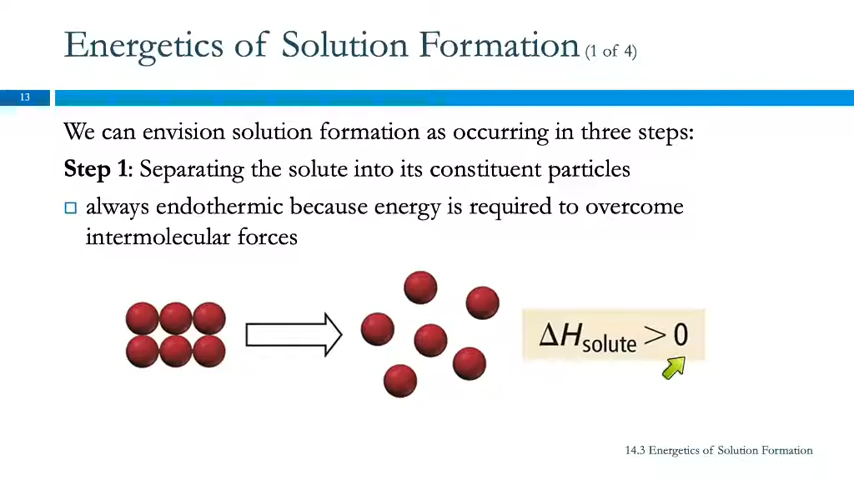 Energetics of Solution Formation (1 of 4)
13
We can envision solution formation as occurring in three steps:
Step 1: Separating the solute into its constituent particles
always endothermic because energy is required to overcome
intermolecular forces
ΔHsolute > 0
14.3 Energetics of Solution Formation